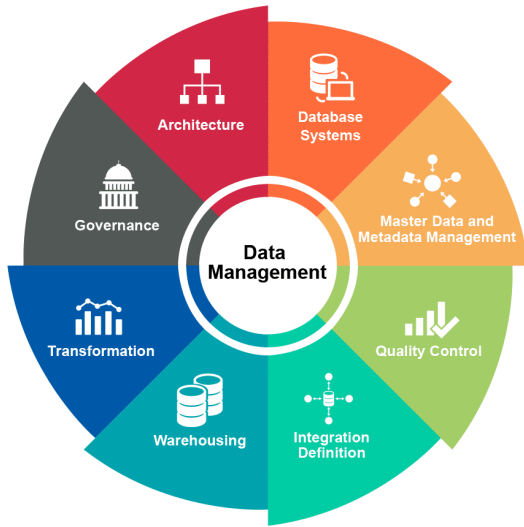 Architecture
Database
Systems
Governance
Master Data and
Metadata Management
Data
Management
Transformation
Quality Control
Warehousing
Integration
Definition